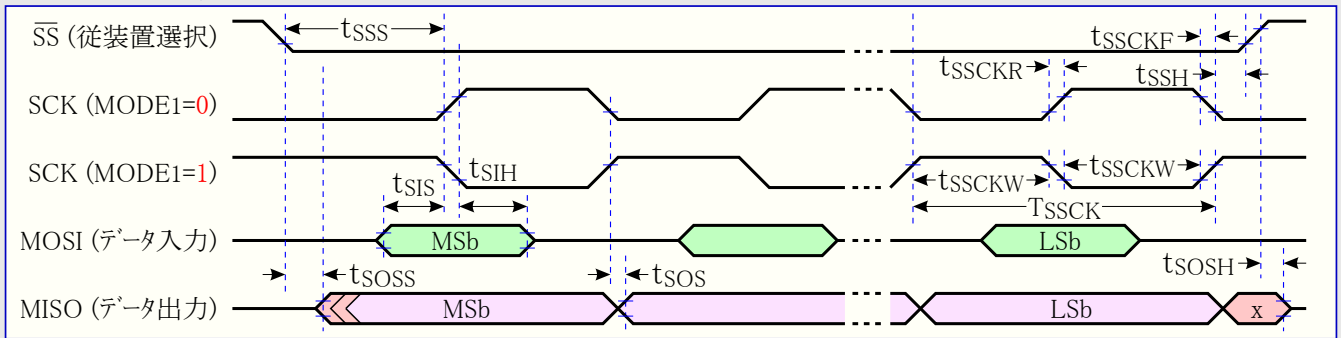 SS (従装置選択)
tSSS
tSSCKF
tSSCKR
tSSH
SCK (MODE1=0)
SCK (MODE1=1)
tSIS
tSIH
tSSCKW
tSSCKW
TSSCK
MOSI (データ入力)
MSb
LSb
tSOSS
tSOS
tSOSH
MISO (データ出力)
MSb
LSb
x